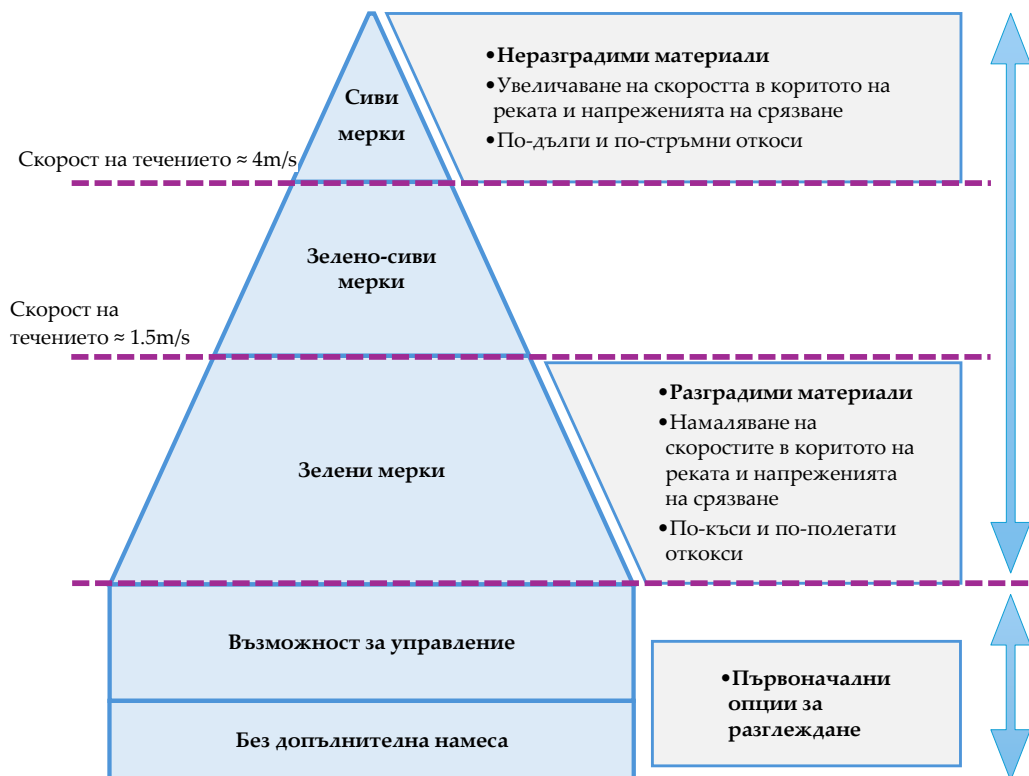 •Неразградими материали
•Увеличаване на скоростта в коритото на
реката и напреженията на срязване
•По-дълги и по-стръмни откоси
Сиви
мерки
Скорост на течението ≈ 4m/s
Зелено-сиви
мерки
Скорост на
течението ≈ 1.5m/s
•Разградими материали
•Намаляване на
скоростите в коритото на
реката и напреженията
на срязване
•По-къси и по-полегати
откокси
Зелени мерки
Възможност за управление
•Първоначални
опции за
разглеждане
Без допълнителна намеса